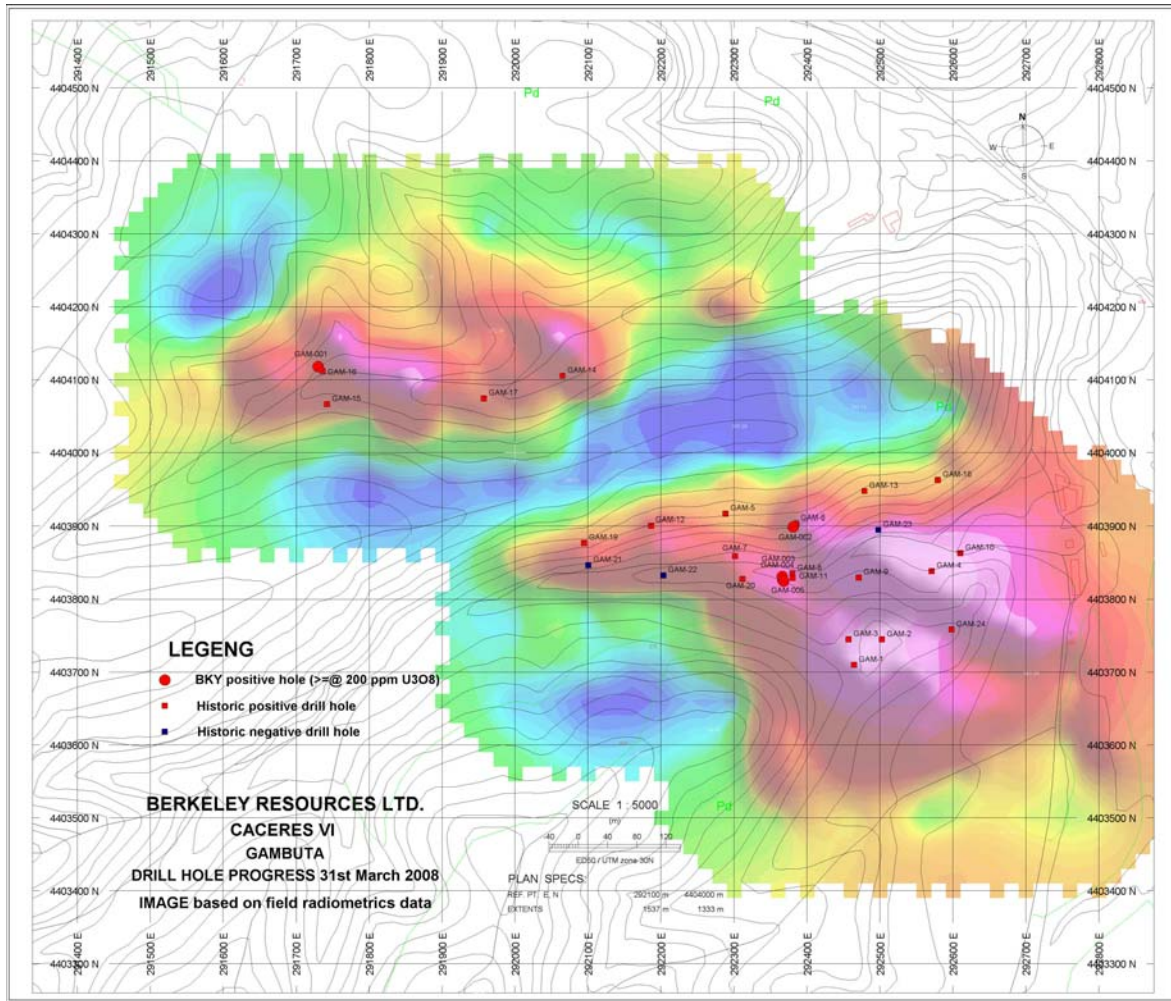 291400 E
291500 E
291600 E
291700 E
291800 E
291900 E
292000 E
292100 E
292200 E
292300 E
292400 E
292500 E
292600 E
292700 E
292800 E
4404500 N
Pd
Pd
4404500 N
N
W
E
S
4404400 N
4404400 N
4404300 N
4404300 N
4404200 N
4404200 N
GAM-001
GAM-16
GAM-14
4404100 N
4404100 N
GAM-15
GAM-17
Pd
4404000 N
4404000 N
GAM-18
GAM-13
GAM-5
GAM-6
4403900 N
GAM-12
GAM-002
GAM-23
4403900 N
GAM-19
GAM-7
GAM-10
GAM-21
GAM-003
GAM-004
GAM-8
GAM-4
GAM-22
GAM-20
GAM-11
GAM-9
GAM-005
4403800 N
4403800 N
GAM-3
GAM-2
GAM-24
GAM-1
4403700 N
4403700 N
LEGENG
BKY positive hole (>=@ 200 ppm U3O8)
Historic positive drill hole
Historic negative drill hole
4403600 N
4403600 N
BERKELEY RESOURCES LTD.
CACERES VI
GAMBUTA
DRILL HOLE PROGRESS 31st March 2008
IMAGE based on field radiometrics data
SCALE 1 : 5000
(m)
-40 0 40 80 120
ED50 / UTM zona 30N
PLAN SPECS:
REF. PT. E, N 292100 m 4404000 m
EXTENTS 1537 m 1333 m
Pd
4403500 N
4403500 N
4403400 N
4403400 N
4403300 N
4403300 N
291400 E
291500 E
291600 E
291700 E
291800 E
291900 E
292000 E
292100 E
292200 E
292300 E
292400 E
292500 E
292600 E
292700 E
292800 E